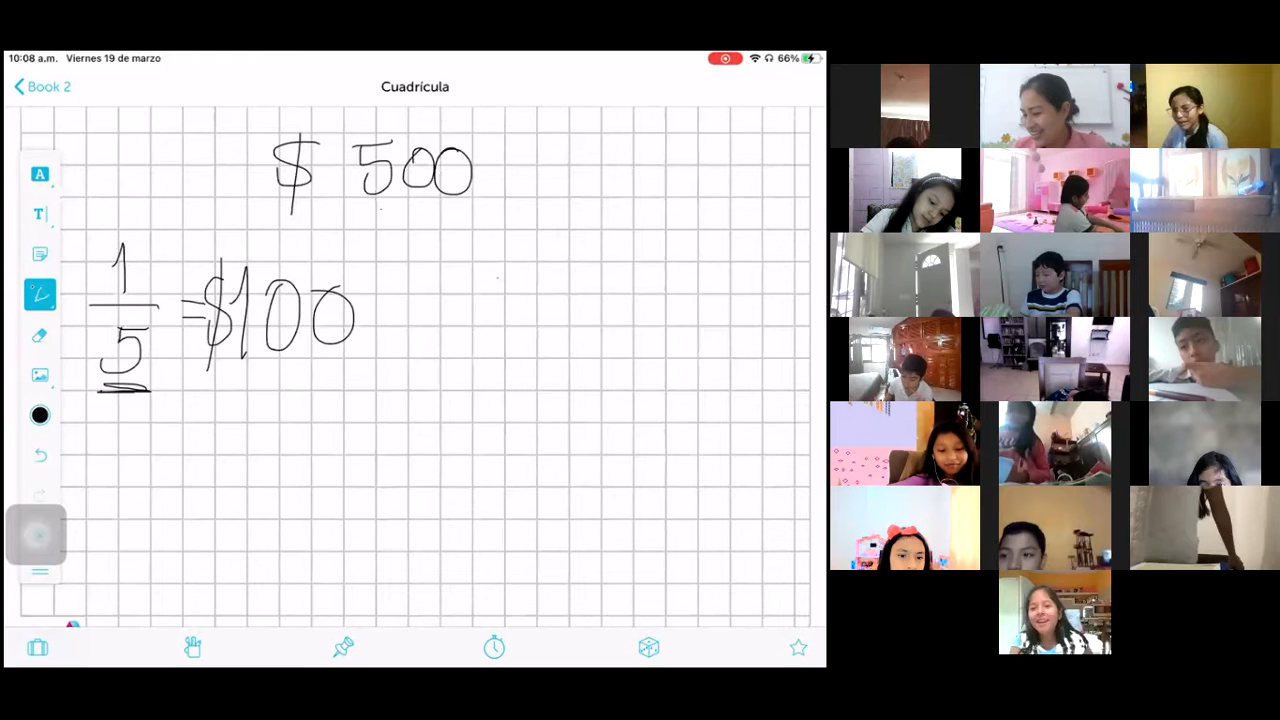 10:08 a.m. Viernes 19 de marzo
66%
Book 2
Cuadrícula
A
T
$ 500
1/5 = $100